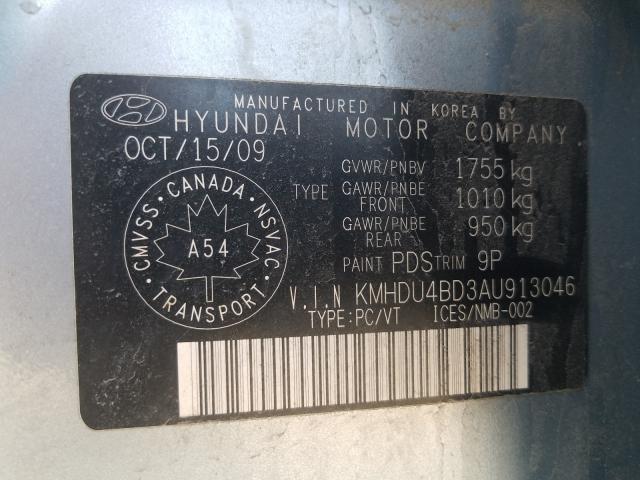 MANUFACTURED IN KOREA BY
HYUNDAI MOTOR COMPANY
OCT/15/09
GVWR/PNBV 1755 kg
TYPE GAWR/PNBE FRONT 1010 kg
GAWR/PNBE REAR 950 kg
PAINT PDS TRIM 9P
CMVSS · CANADA · NSVAC
A54
TRANSPORT
V.I.N KMHDU4BD3AU913046
TYPE:PC/VT ICES/NMB-002